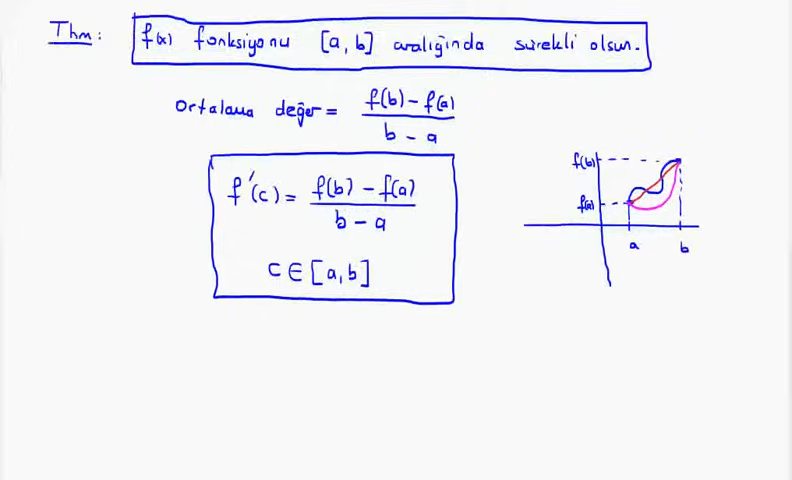 Thm: f(x) fonksiyonu [a, b] aralığında sürekli olsun.
Ortalama değer = f(b) - f(a) / b - a
f'(c) = f(b) - f(a) / b - a
c ∈ [a, b]
f(b)
f(a)
a b